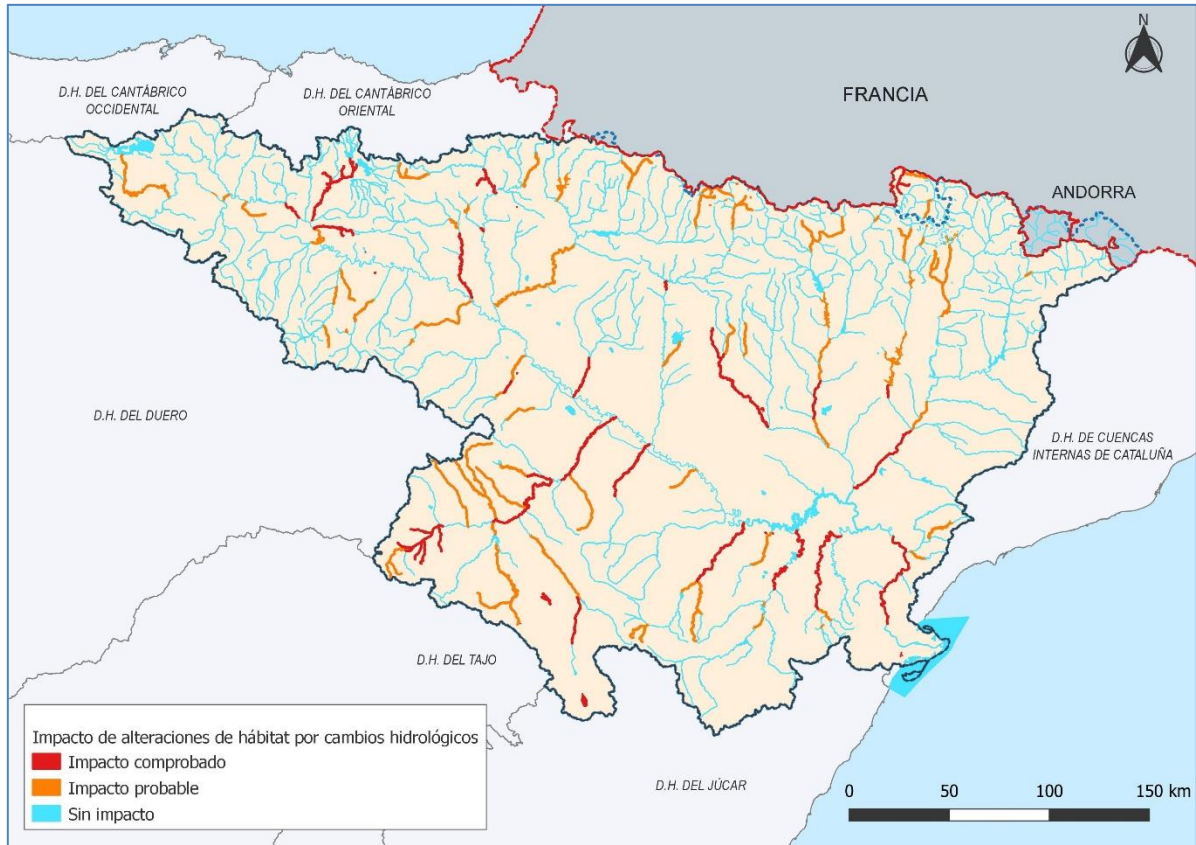 N
D.H. DEL CANTÁBRICO
OCCIDENTAL
D.H. DEL CANTÁBRICO
ORIENTAL
FRANCIA
ANDORRA
D.H. DEL DUERO
D.H. DE CUENCAS
INTERNAS DE CATALUÑA
D.H. DEL TAJO
D.H. DEL JÚCAR
Impacto de alteraciones de hábitat por cambios hidrológicos
Impacto comprobado
Impacto probable
Sin impacto
0 50 100 150 km